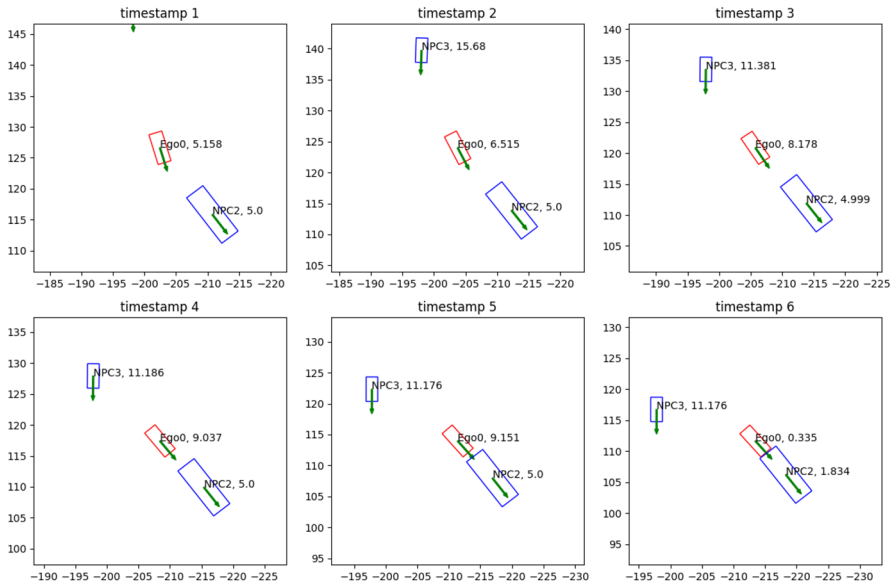 timestamp 1
145
140
135
130
125
120
115
110
Ego0, 5.158
NPC2, 5.0
−185 −190 −195 −200 −205 −210 −215 −220
timestamp 2
140
135
130
125
120
115
110
105
NPC3, 15.68
Ego0, 6.515
NPC2, 5.0
−185 −190 −195 −200 −205 −210 −215 −220
timestamp 3
140
135
130
125
120
115
110
105
NPC3, 11.381
Ego0, 8.178
NPC2, 4.999
−190 −195 −200 −205 −210 −215 −220 −225
timestamp 4
135
130
125
120
115
110
105
100
NPC3, 11.186
Ego0, 9.037
NPC2, 5.0
−190 −195 −200 −205 −210 −215 −220 −225
timestamp 5
130
125
120
115
110
105
100
95
NPC3, 11.176
Ego0, 9.151
NPC2, 5.0
−195 −200 −205 −210 −215 −220 −225 −230
timestamp 6
130
125
120
115
110
105
100
95
NPC3, 11.176
Ego0, 0.335
NPC2, 1.834
−195 −200 −205 −210 −215 −220 −225 −230